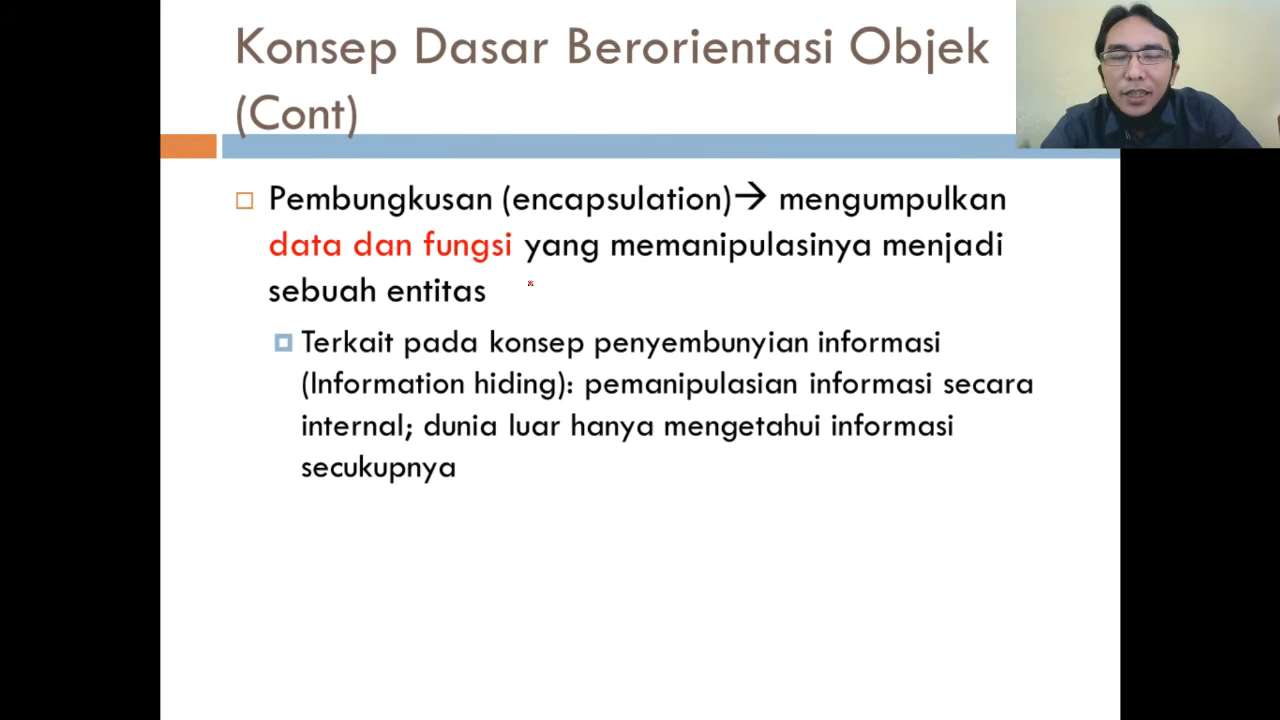 Konsep Dasar Berorientasi Objek
(Cont)
Pembungkusan (encapsulation)→ mengumpulkan
data dan fungsi yang memanipulasinya menjadi
sebuah entitas
Terkait pada konsep penyembunyian informasi
(Information hiding): pemanipulasian informasi secara
internal; dunia luar hanya mengetahui informasi
secukupnya